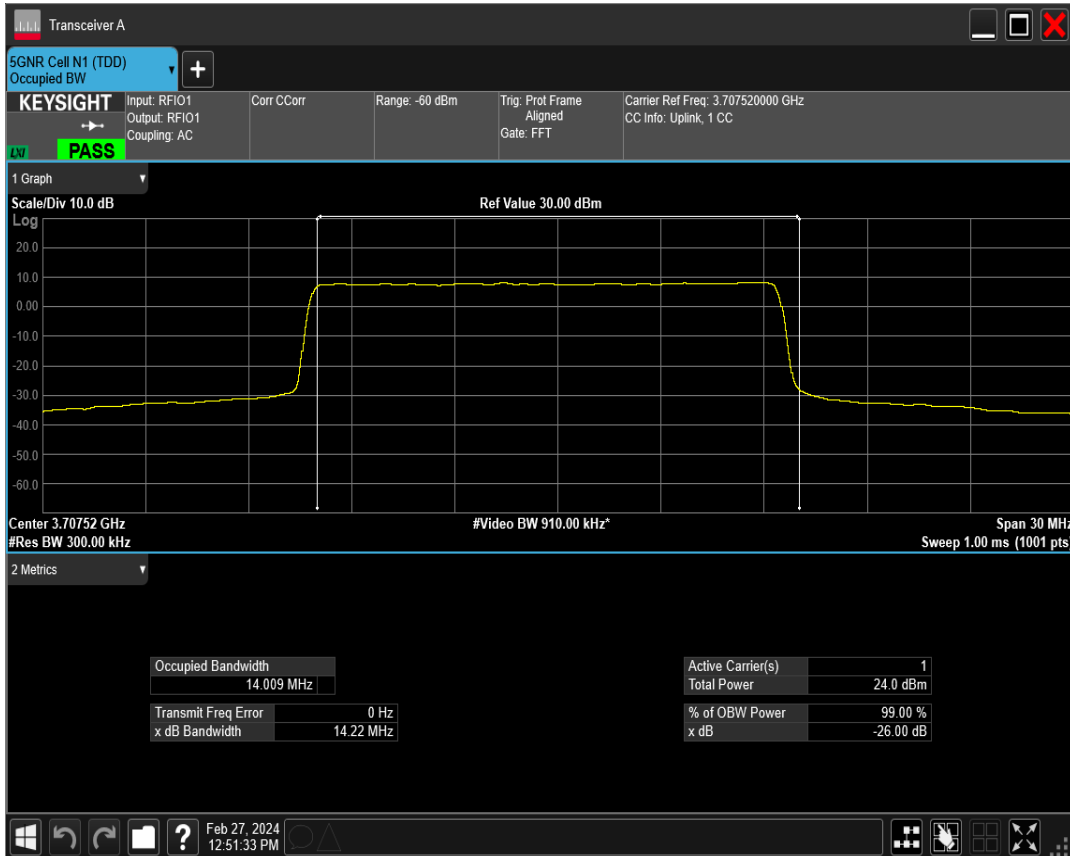 Transceiver A
5GNR Cell N1 (TDD)
Occupied BW
+
KEYSIGHT
LXI
PASS
Input: RFIO1
Output: RFIO1
Coupling: AC
Corr CCorr
Range: -60 dBm
Trig: Prot Frame
Aligned
Gate: FFT
Carrier Ref Freq: 3.707520000 GHz
CC Info: Uplink, 1 CC
1 Graph
Scale/Div 10.0 dB
Ref Value 30.00 dBm
Log
20.0
10.0
0.00
-10.0
-20.0
-30.0
-40.0
-50.0
-60.0
Center 3.70752 GHz
#Video BW 910.00 kHz*
Span 30 MHz
#Res BW 300.00 kHz
Sweep 1.00 ms (1001 pts)
2 Metrics
Occupied Bandwidth
14.009 MHz
Transmit Freq Error 0 Hz
x dB Bandwidth 14.22 MHz
Active Carrier(s) 1
Total Power 24.0 dBm
% of OBW Power 99.00 %
x dB -26.00 dB
?
Feb 27, 2024
12:51:33 PM